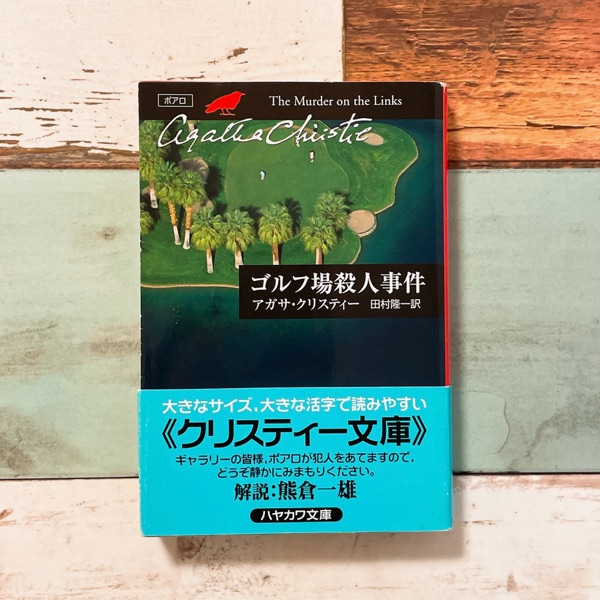 ポアロ
The Murder on the Links
Agatha Christie
ゴルフ場殺人事件
アガサ・クリスティー 田村隆一訳
大きなサイズ、大きな活字で読みやすい
《クリスティー文庫》
ギャラリーの皆様、ポアロが犯人をあてますので、
どうぞ静かにみまもりください。
解説:熊倉一雄
ハヤカワ文庫